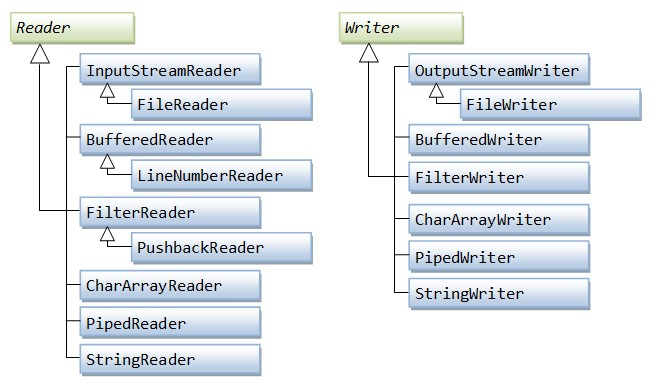 Reader
InputStreamReader
FileReader
BufferedReader
LineNumberReader
FilterReader
PushbackReader
CharArrayReader
PipedReader
StringReader
Writer
OutputStreamWriter
FileWriter
BufferedWriter
FilterWriter
CharArrayWriter
PipedWriter
StringWriter